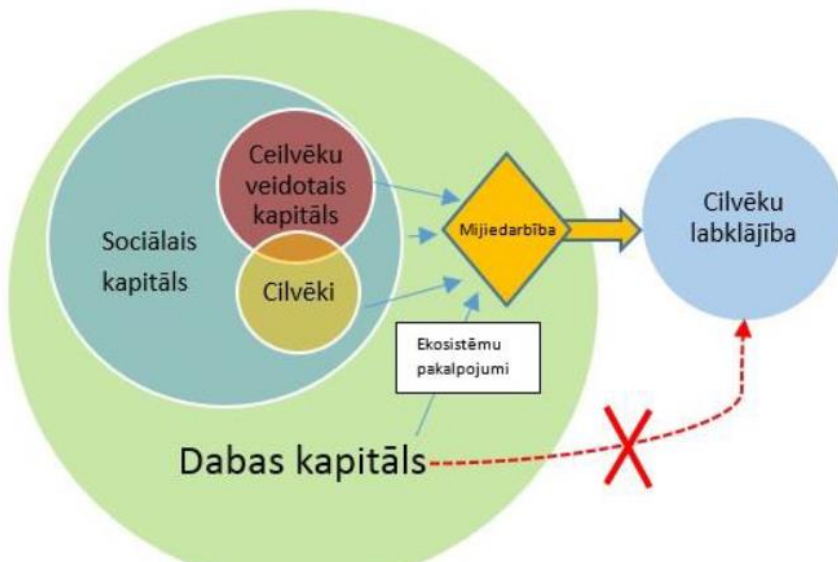 Ceilvēku
veidotais
kapitāls
Sociālais
kapitāls
Cilvēki
Mijiedarbība
Cilvēku
labklājība
Ekosistēmu
pakalpojumi
Dabas kapitāls